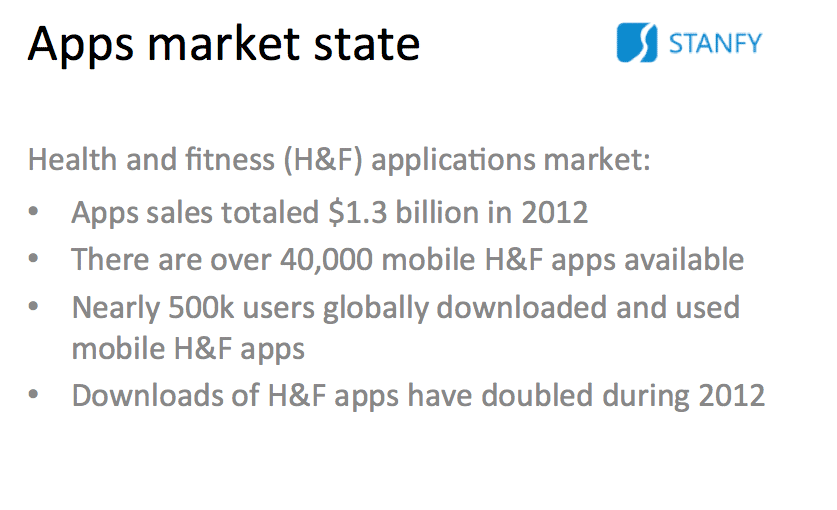 Apps market state
STANFY
Health and fitness (H&F) applications market:
• Apps sales totaled $1.3 billion in 2012
• There are over 40,000 mobile H&F apps available
• Nearly 500k users globally downloaded and used
mobile H&F apps
• Downloads of H&F apps have doubled during 2012